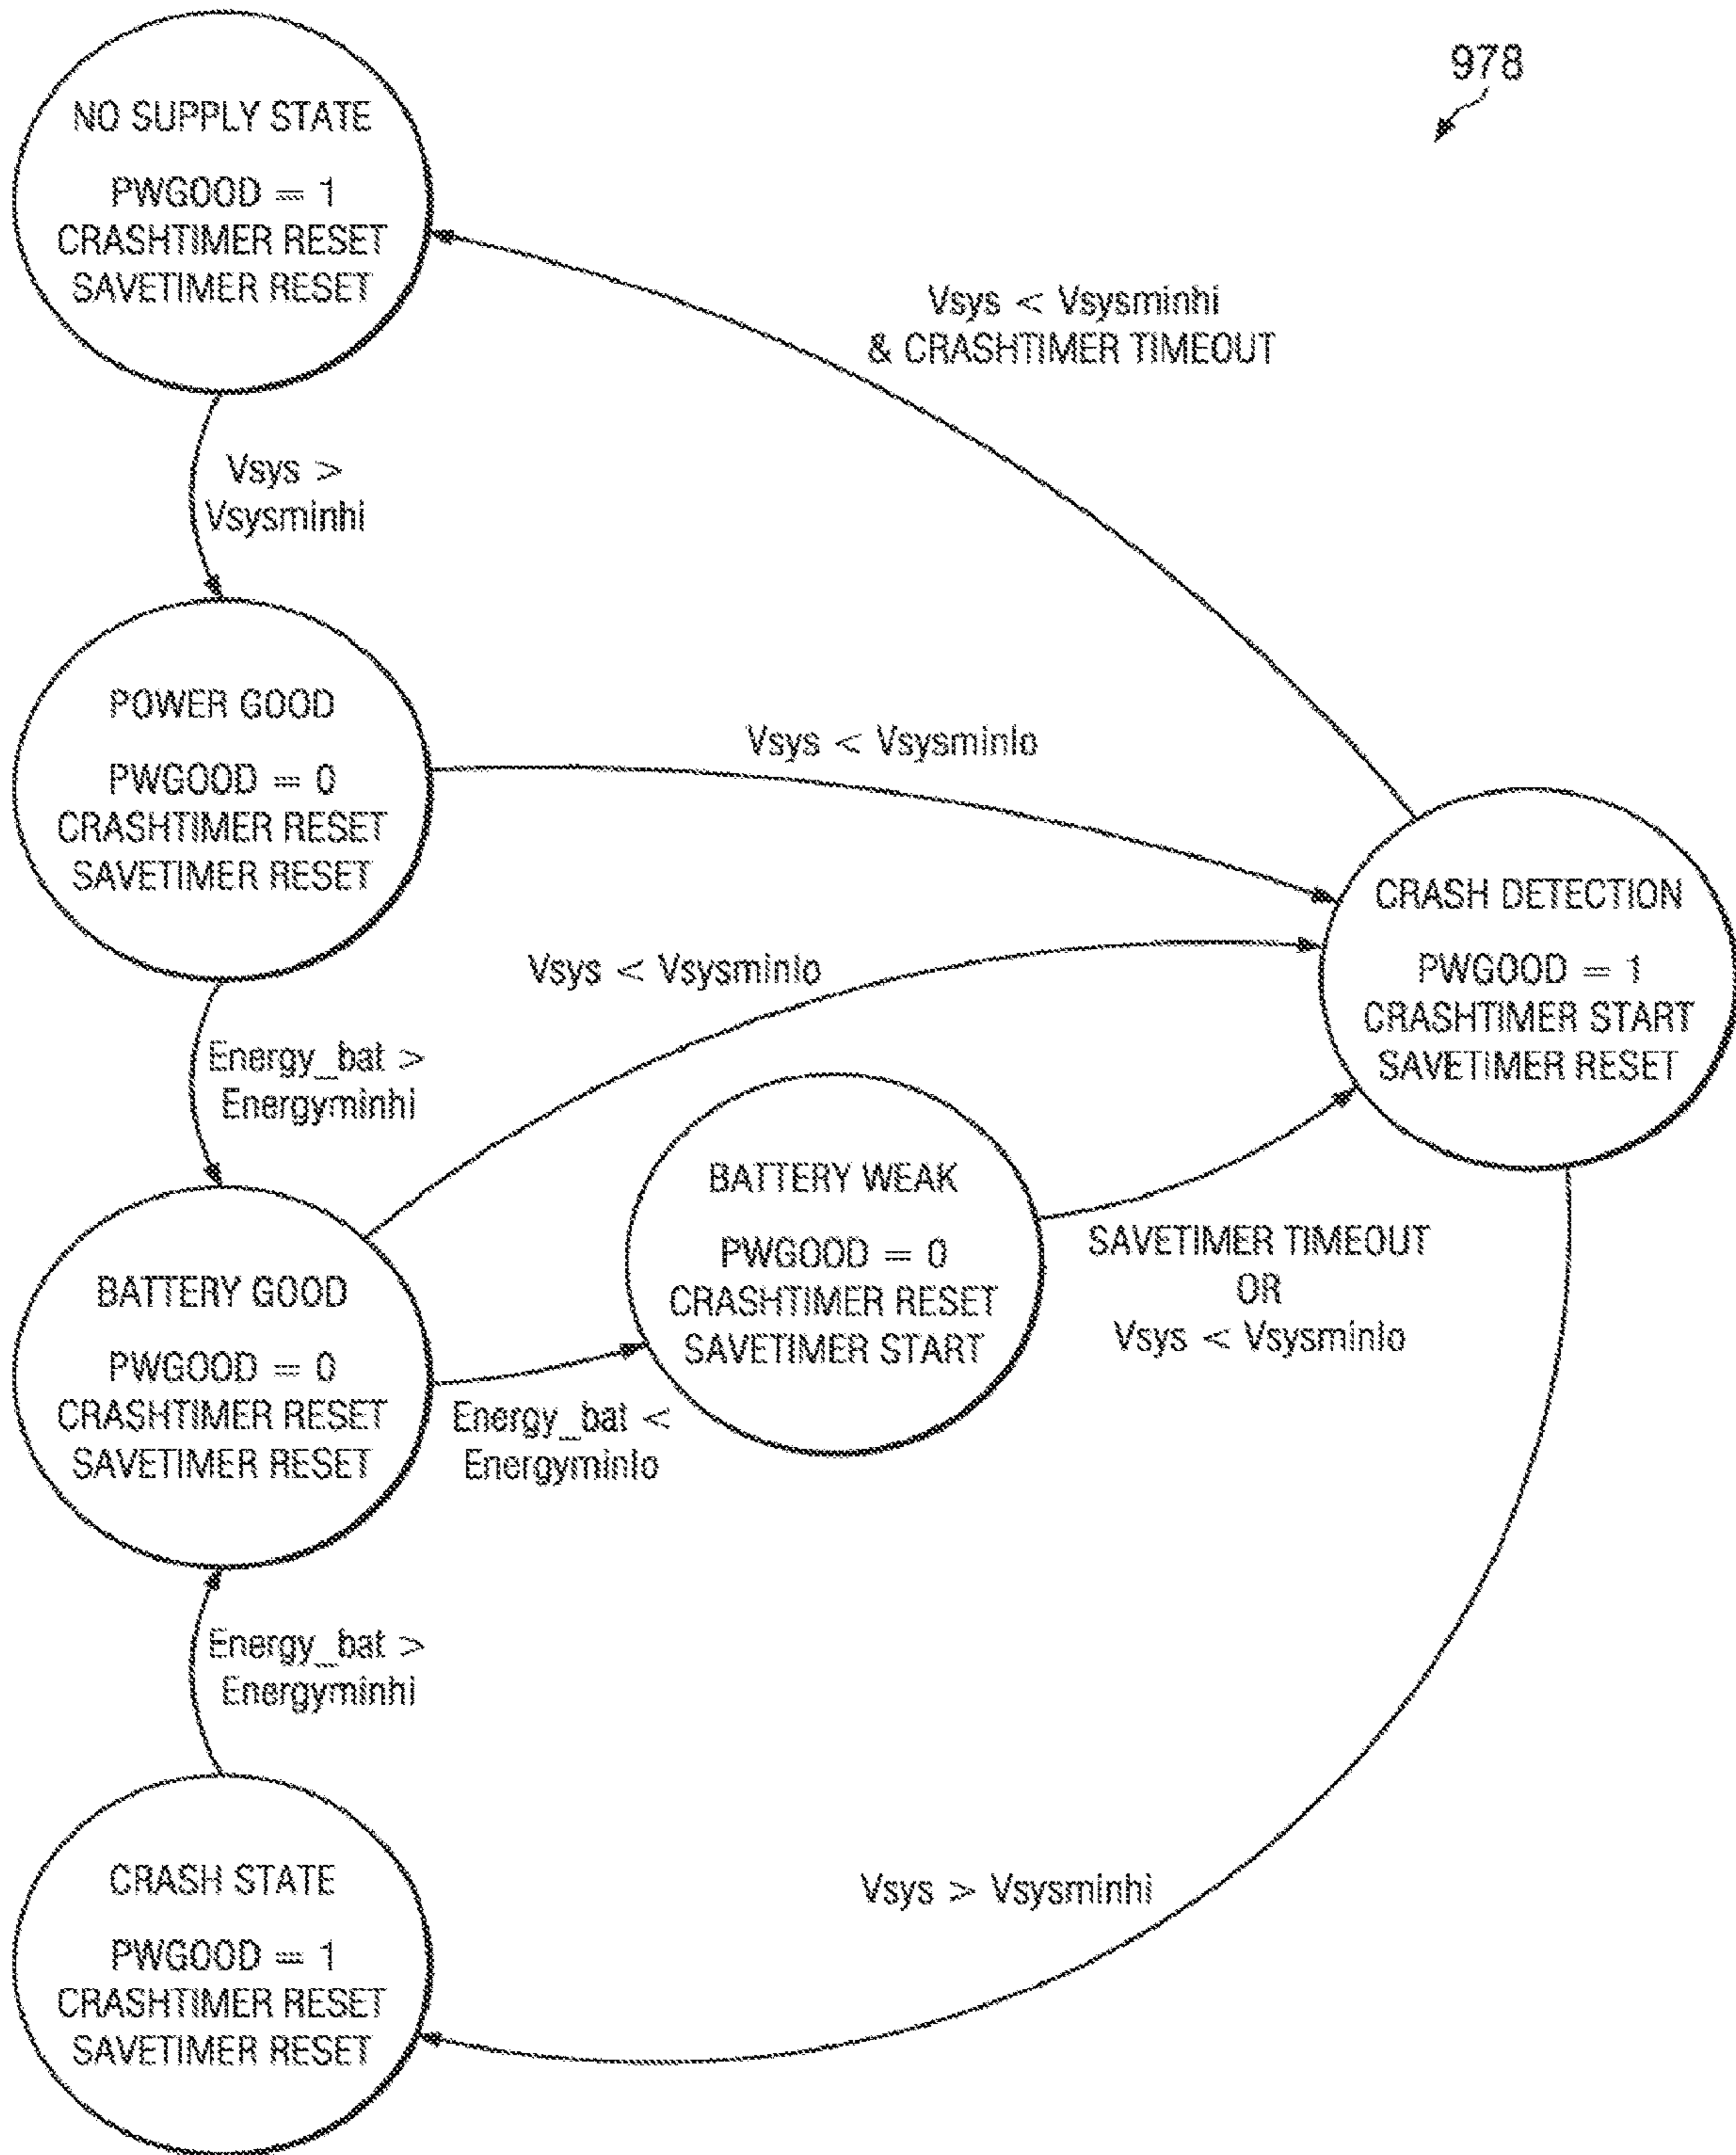 978
NO SUPPLY STATE
PWGOOD = 1
CRASHTIMER RESET
SAVETIMER RESET
Vsys < Vsysminhi
& CRASHTIMER TIMEOUT
Vsys >
Vsysminhi
POWER GOOD
PWGOOD = 0
CRASHTIMER RESET
SAVETIMER RESET
Vsys < Vsysminlo
CRASH DETECTION
PWGOOD = 1
CRASHTIMER START
SAVETIMER RESET
Vsys < Vsysminlo
Energy_bat >
Energyminhi
BATTERY WEAK
PWGOOD = 0
CRASHTIMER RESET
SAVETIMER START
SAVETIMER TIMEOUT
OR
Vsys < Vsysminlo
BATTERY GOOD
PWGOOD = 0
CRASHTIMER RESET
SAVETIMER RESET
Energy_bat <
Energyminlo
Energy_bat >
Energyminhi
CRASH STATE
PWGOOD = 1
CRASHTIMER RESET
SAVETIMER RESET
Vsys > Vsysminhi